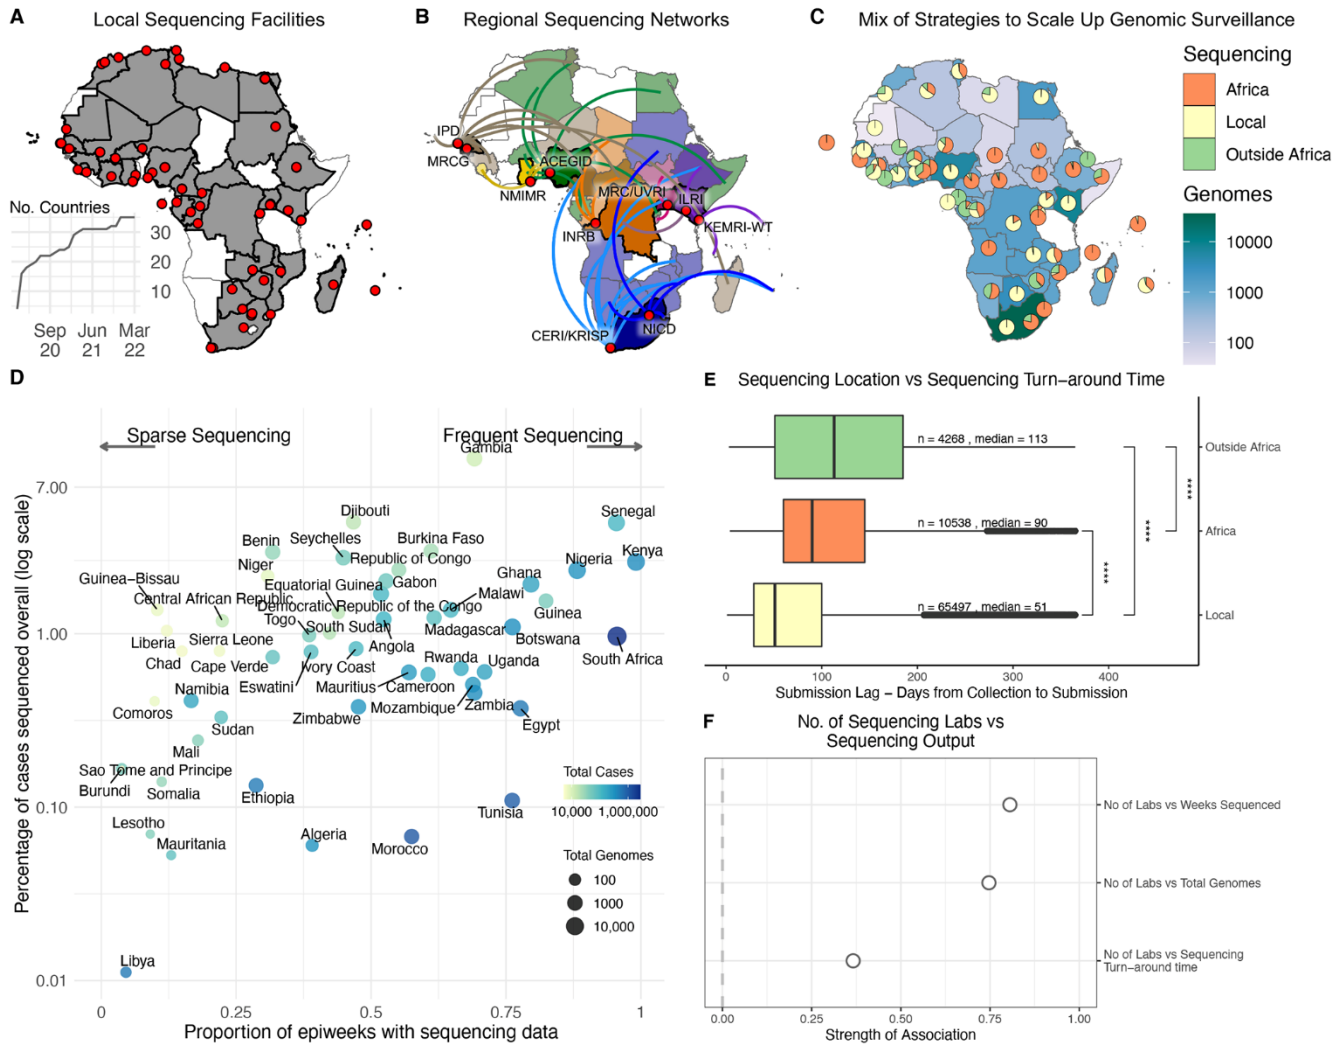 A Local Sequencing Facilities
No. Countries
30
20
10
Sep Jun Mar
20 21 22
B Regional Sequencing Networks
IPD
MRCG
ACEGID
NMIMR
MRC/UVRI
ILRI
KEMRI-WT
INRB
CERI/KRISP
NICD
C Mix of Strategies to Scale Up Genomic Surveillance
Sequencing
Africa
Local
Outside Africa
Genomes
10000
1000
100
D
Sparse Sequencing
Frequent Sequencing
Percentage of cases sequenced overall (log scale)
7.00
1.00
0.10
0.01
Gambia
Djibouti
Senegal
Seychelles
Burkina Faso
Benin
Republic of Congo
Kenya
Niger
Nigeria
Guinea−Bissau
Equatorial Guinea
Gabon
Ghana
Central African Republic
Malawi
Democratic Republic of the Congo
Guinea
Togo
South Sudan
Madagascar
Liberia
Sierra Leone
Angola
Botswana
Chad
Cape Verde
Ivory Coast
Rwanda
Uganda
South Africa
Eswatini
Mauritius
Cameroon
Namibia
Mozambique
Zambia
Comoros
Zimbabwe
Egypt
Sudan
Mali
Sao Tome and Principe
Burundi
Somalia
Ethiopia
Tunisia
Lesotho
Mauritania
Algeria
Morocco
Libya
Total Cases
10,000 1,000,000
Total Genomes
100
1000
10,000
0 0.25 0.5 0.75 1
Proportion of epiweeks with sequencing data
E Sequencing Location vs Sequencing Turn−around Time
n = 4268 , median = 113
Outside Africa
n = 10538 , median = 90
Africa
n = 65497 , median = 51
Local
****
****
****
0 100 200 300 400
Submission Lag − Days from Collection to Submission
F No. of Sequencing Labs vs
Sequencing Output
No of Labs vs Weeks Sequenced
No of Labs vs Total Genomes
No of Labs vs Sequencing
Turn−around time
0.00 0.25 0.50 0.75 1.00
Strength of Association